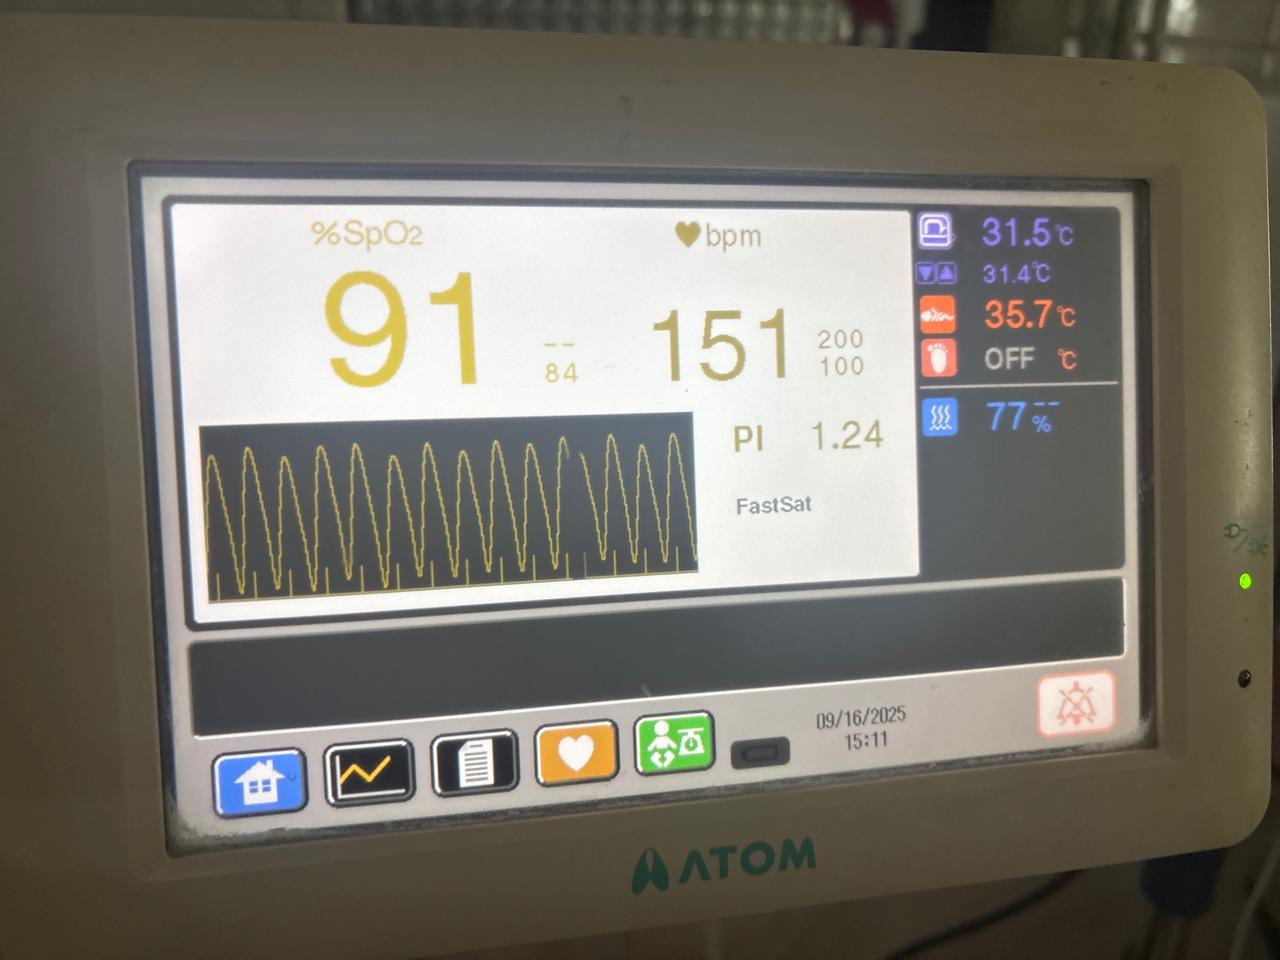 %SpO2
91
--
84
bpm
151
200
100
PI 1.24
FastSat
31.5℃
31.4℃
35.7℃
OFF ℃
77 -- %
09/16/2025
15:11
ATOM